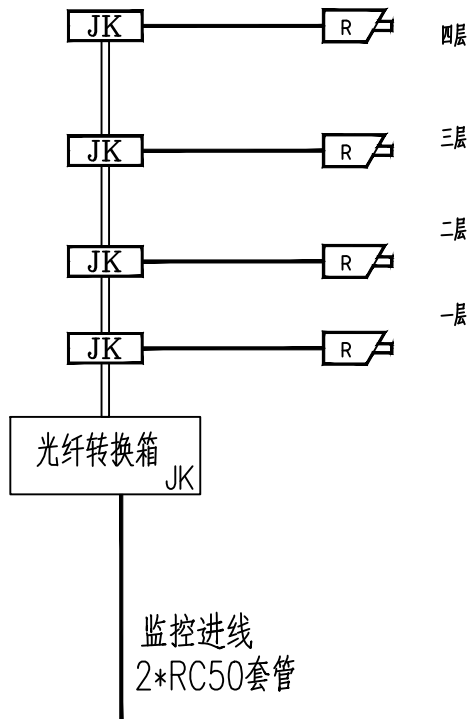 JK R 四层
JK R 三层
JK R 二层
JK R 一层
光纤转换箱
JK
监控进线
2*RC50套管